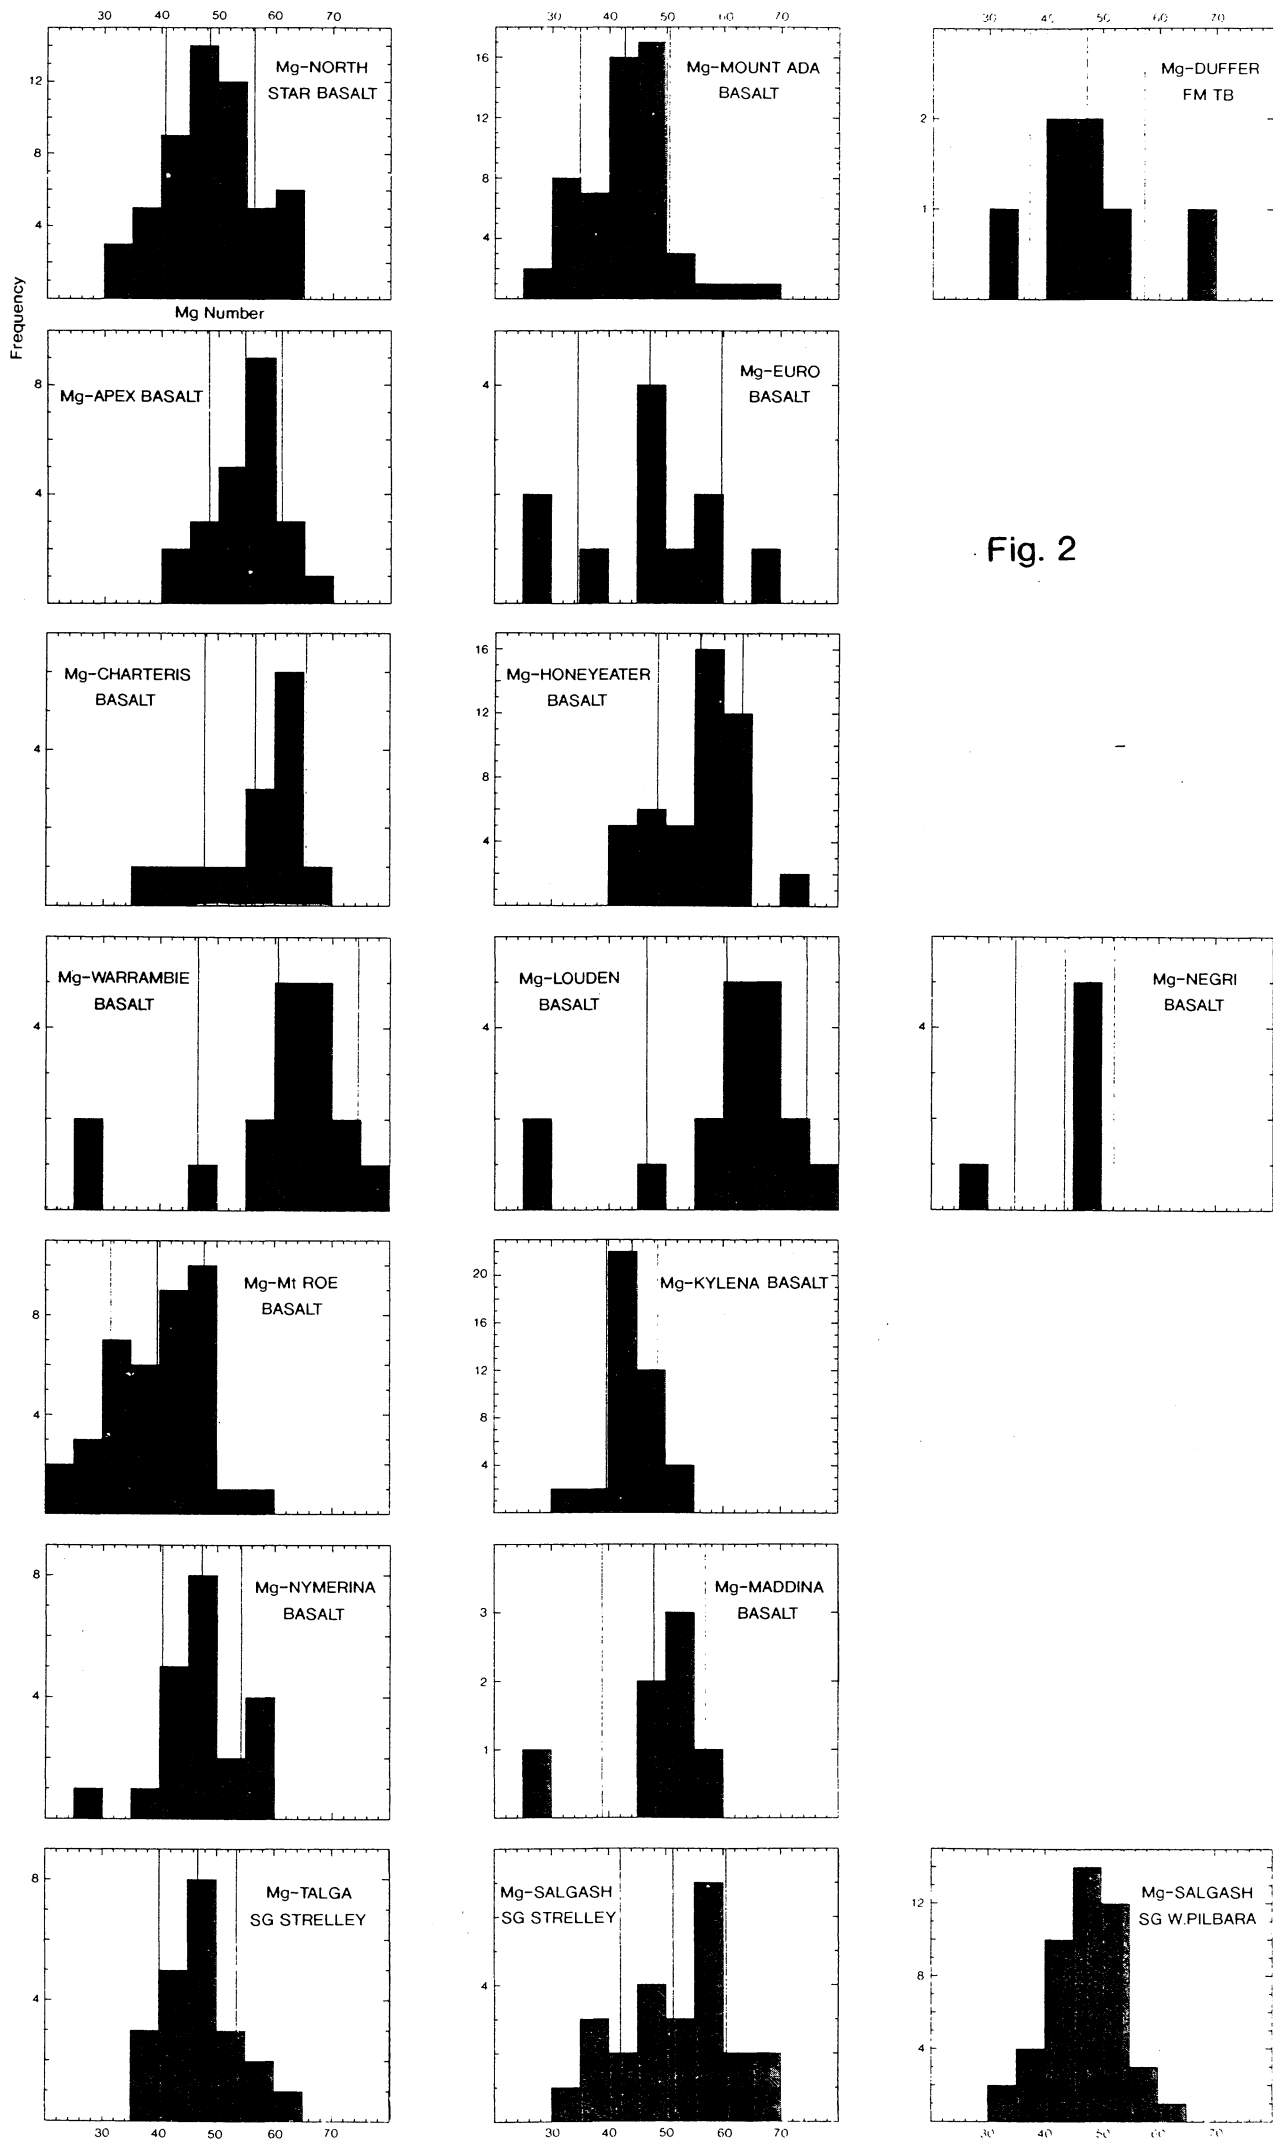 30 40 50 60 70
30 40 50 60 70
30 40 50 60 70
12
8
4
Mg-NORTH
STAR BASALT
16
12
8
4
Mg-MOUNT ADA
BASALT
2
1
Mg-DUFFER
FM TB
Frequency
Mg Number
8
4
Mg-APEX BASALT
4
Mg-EURO
BASALT
Fig. 2
4
Mg-CHARTERIS
BASALT
16
12
8
4
Mg-HONEYEATER
BASALT
4
Mg-WARRAMBIE
BASALT
4
Mg-LOUDEN
BASALT
4
Mg-NEGRI
BASALT
8
4
Mg-Mt ROE
BASALT
20
16
12
8
4
Mg-KYLENA BASALT
8
4
Mg-NYMERINA
BASALT
3
2
1
Mg-MADDINA
BASALT
8
4
Mg-TALGA
SG STRELLEY
4
Mg-SALGASH
SG STRELLEY
12
8
4
Mg-SALGASH
SG W.PILBARA
30 40 50 60 70
30 40 50 60 70
30 40 50 60 70